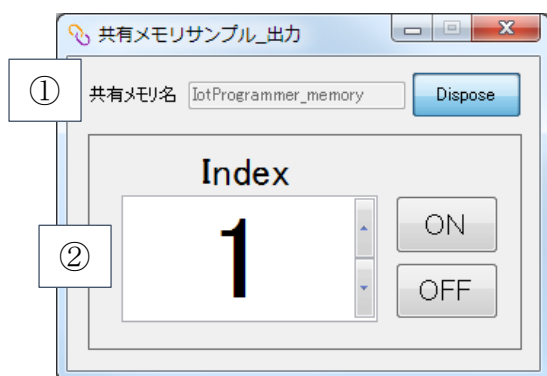 共有メモリサンプル_出力
①
共有メモリ名 IotProgrammer_memory Dispose
Index
②
1
ON
OFF